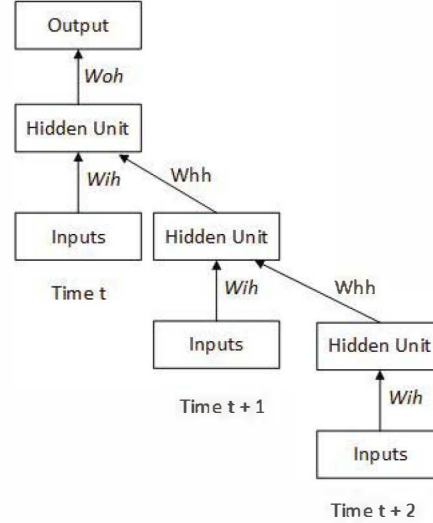 Output
Woh
Hidden Unit
Wih
Whh
Inputs
Hidden Unit
Time t
Wih
Whh
Inputs
Hidden Unit
Time t + 1
Wih
Inputs
Time t + 2